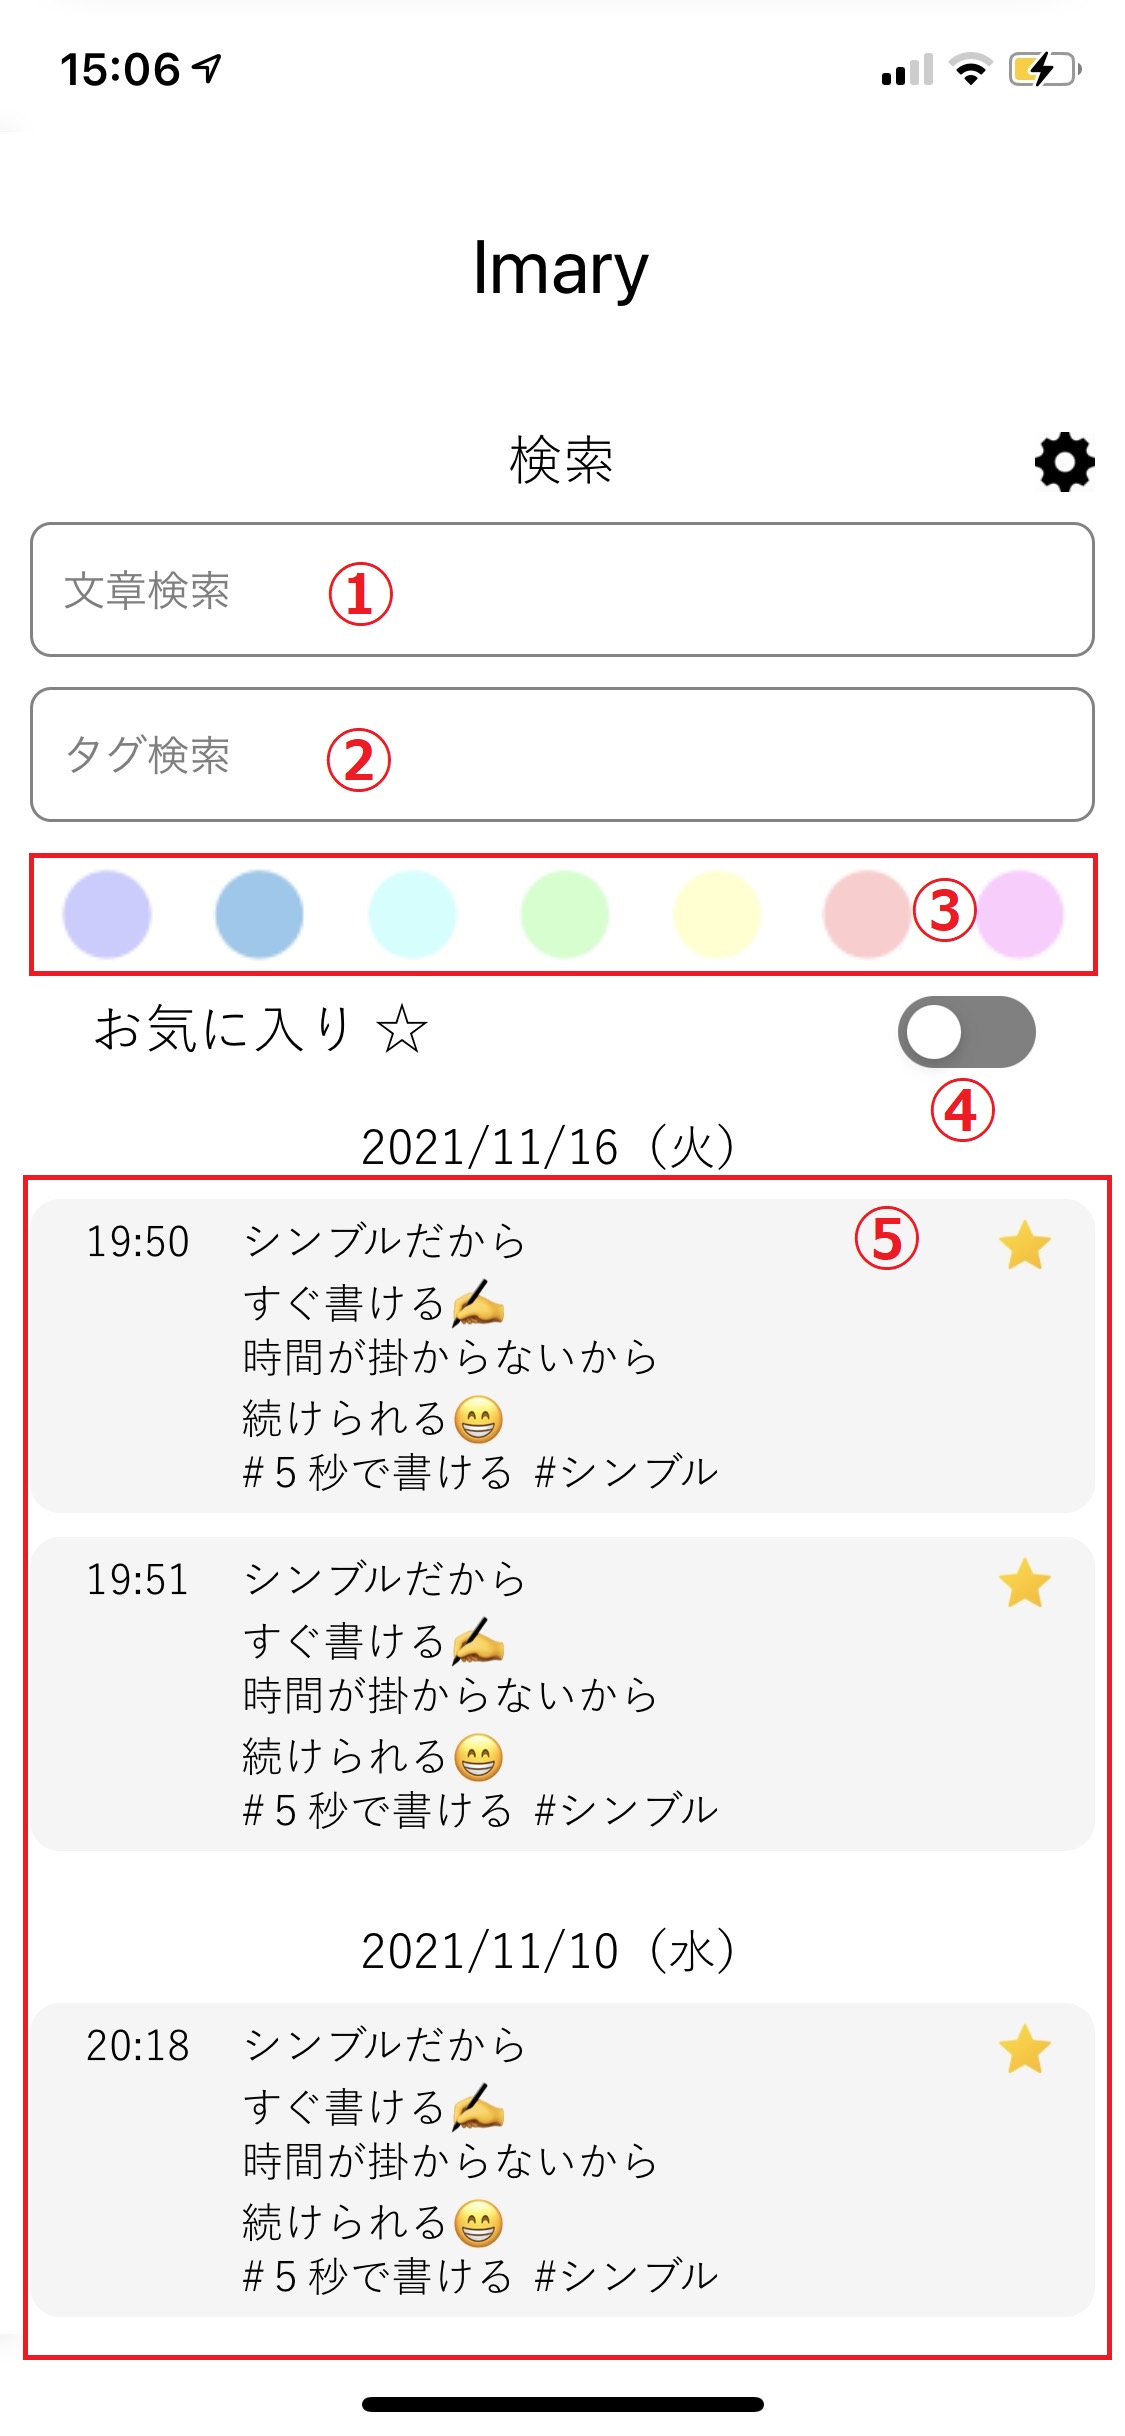 15:06
Imary
検索
文章検索 ①
タグ検索 ②
③
お気に入り ☆
④
2021/11/16（火）
⑤
19:50 シンプルだから
すぐ書ける✍
時間が掛からないから
続けられる😁
#５秒で書ける #シンプル
19:51 シンプルだから
すぐ書ける✍
時間が掛からないから
続けられる😁
#５秒で書ける #シンプル
2021/11/10（水）
20:18 シンプルだから
すぐ書ける✍
時間が掛からないから
続けられる😁
#５秒で書ける #シンプル